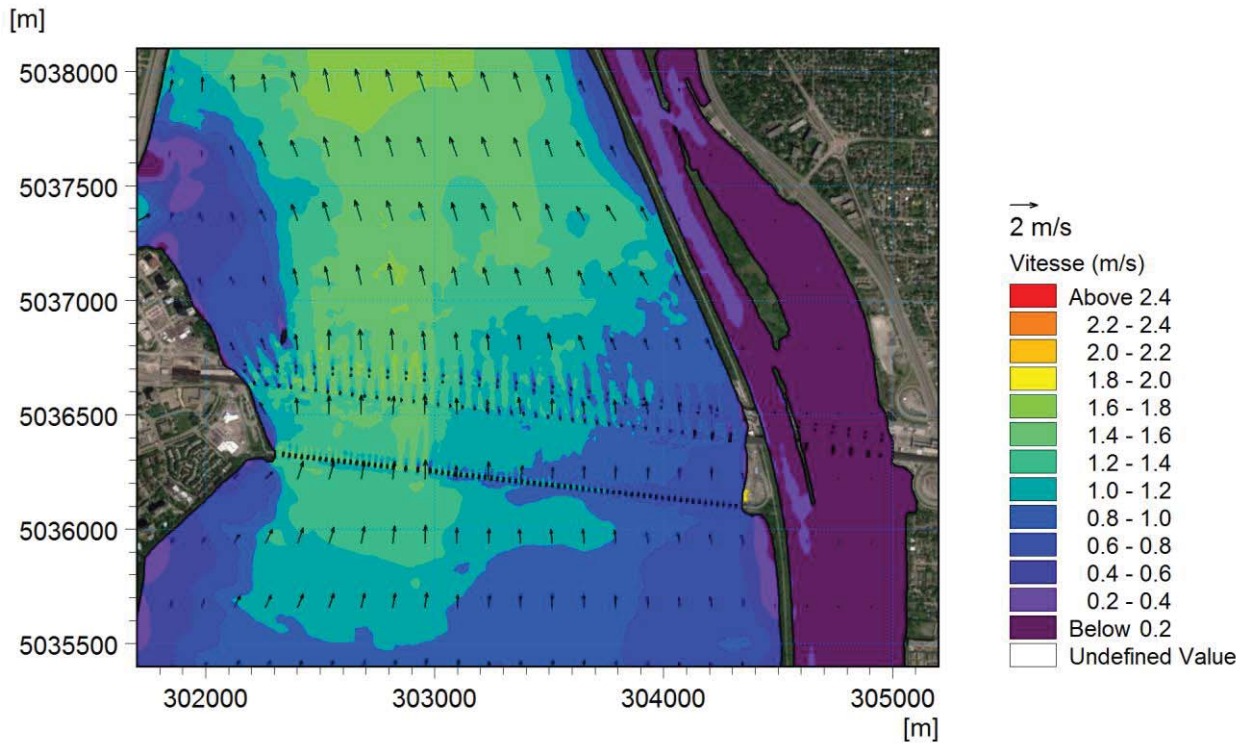 [m]
5038000
5037500
5037000
5036500
5036000
5035500
302000 303000 304000 305000
[m]
2 m/s
Vitesse (m/s)
Above 2.4
2.2 - 2.4
2.0 - 2.2
1.8 - 2.0
1.6 - 1.8
1.4 - 1.6
1.2 - 1.4
1.0 - 1.2
0.8 - 1.0
0.6 - 0.8
0.4 - 0.6
0.2 - 0.4
Below 0.2
Undefined Value